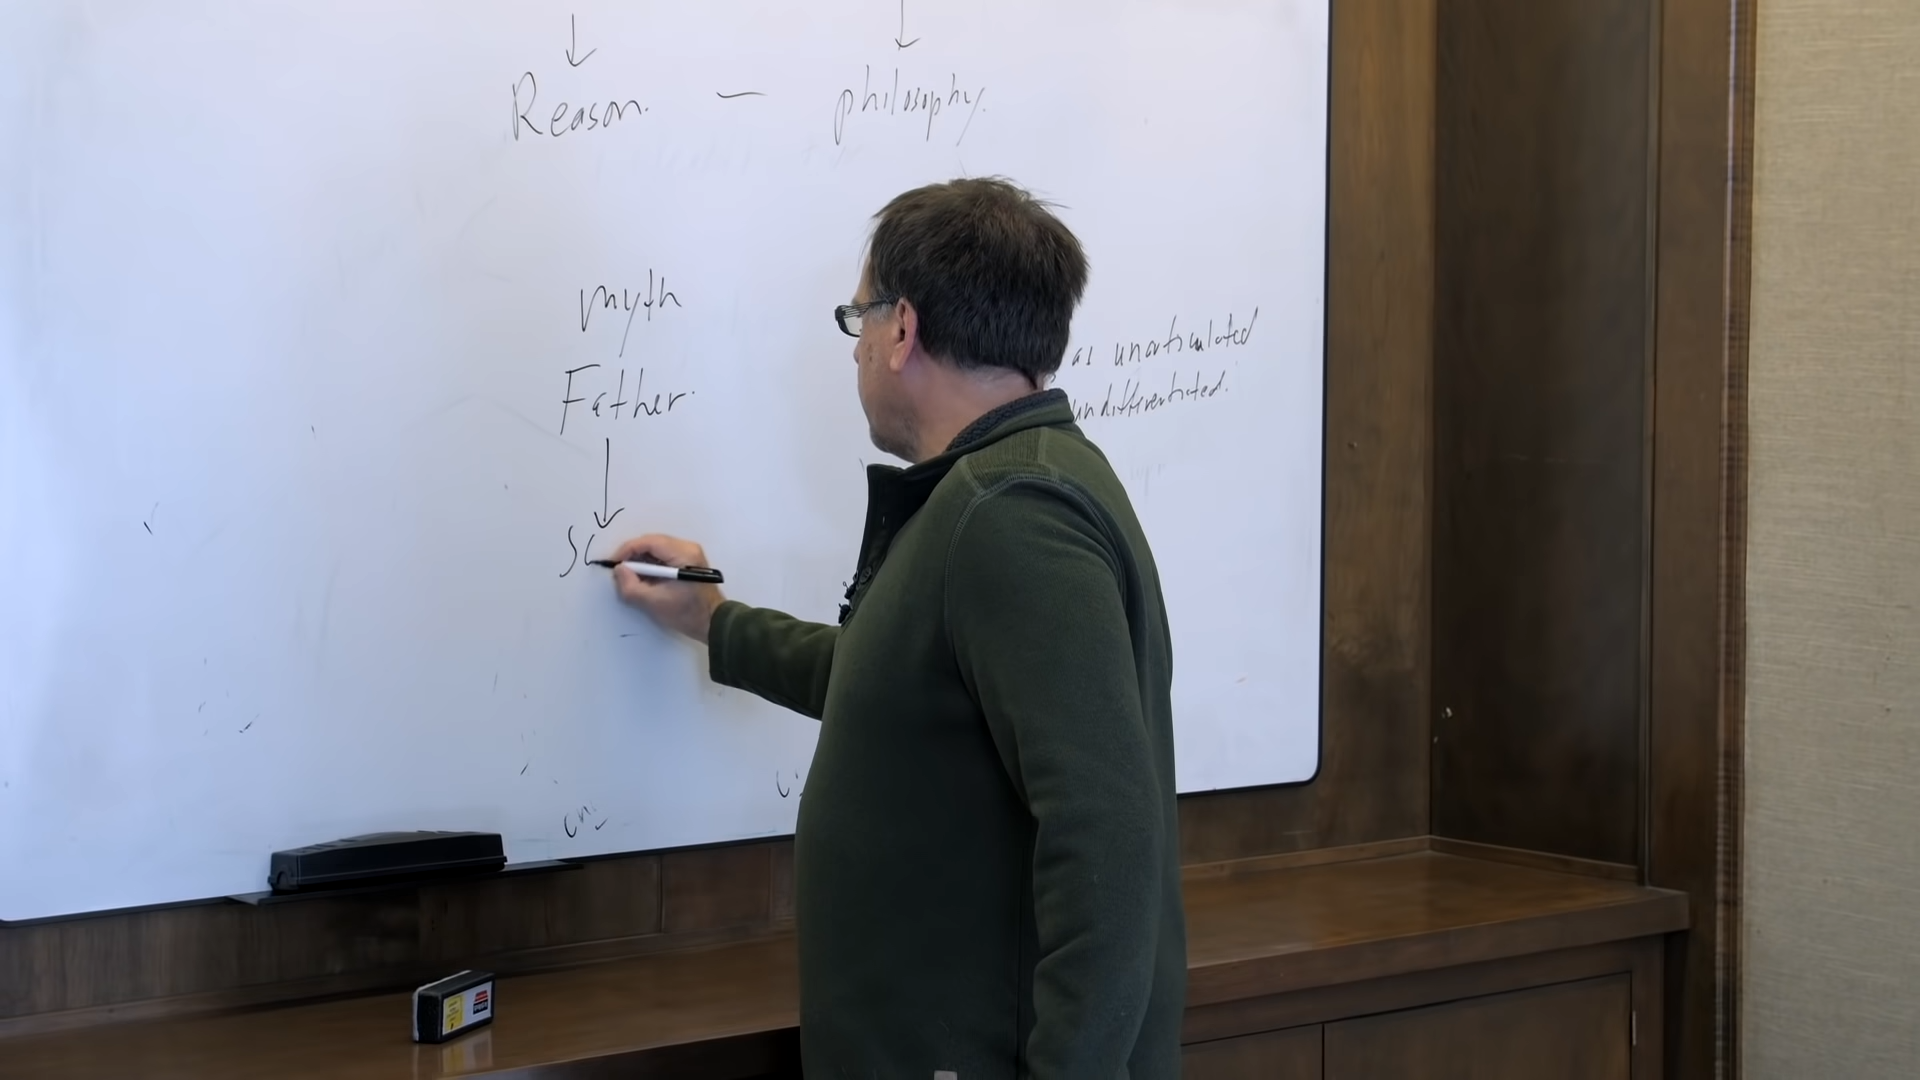 Reason. — philosophy.
myth
Father.
as unarticulated
undifferentiated.